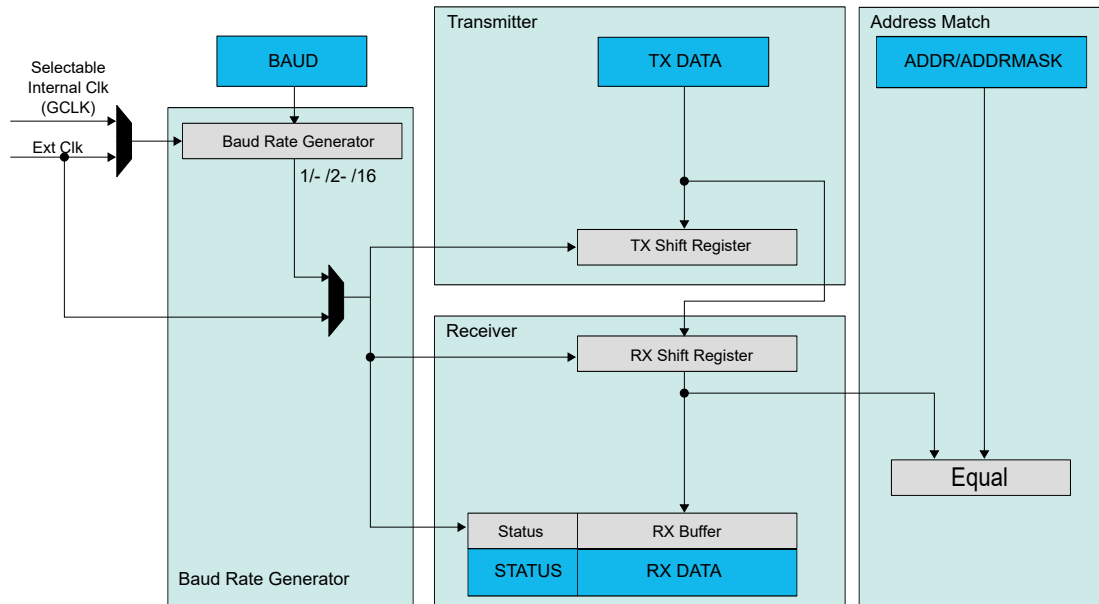 Transmitter
Address Match
BAUD
TX DATA
ADDR/ADDRMASK
Selectable
Internal Clk
(GCLK)
Ext Clk
Baud Rate Generator
1/- /2- /16
TX Shift Register
Receiver
RX Shift Register
Equal
Status
RX Buffer
STATUS
RX DATA
Baud Rate Generator